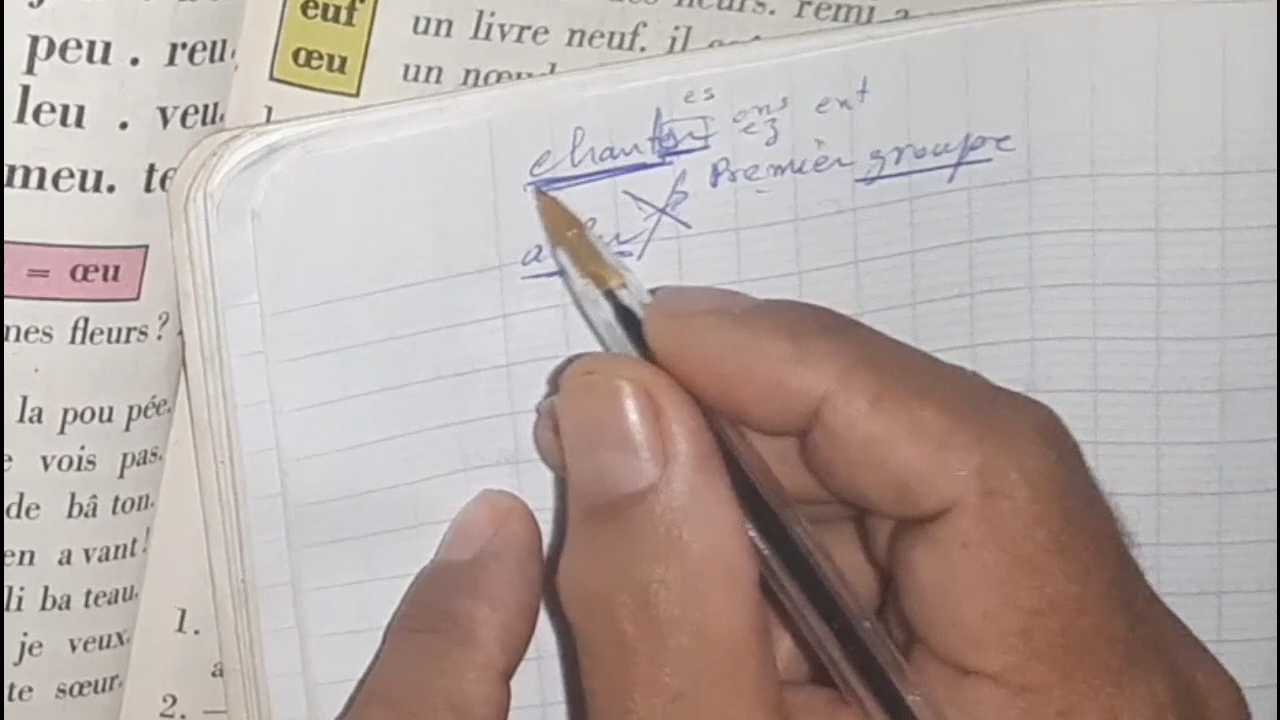 peu . reu.
leu . veu.
meu. te
= œu
nes fleurs?
la pou pée.
vois pas.
de bâ ton.
en a vant!
li ba teau.
je veux.
te sœur.
euf
œu
fleurs. rémi a
un livre neuf. il
un
1.
a
2.
es ons ent
ez
chanter
Premier groupe